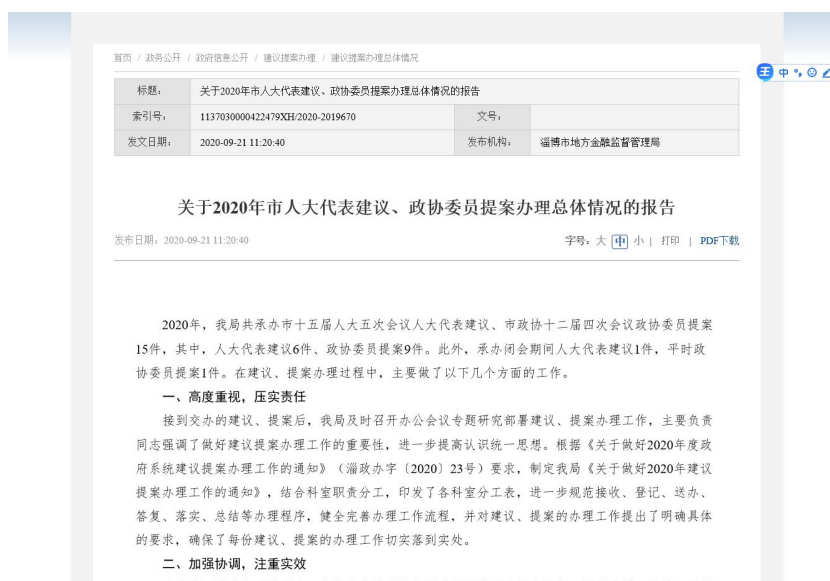 首页 / 政务公开 / 政府信息公开 / 建议提案办理 / 建议提案办理总体情况
标题： 关于2020年市人大代表建议、政协委员提案办理总体情况的报告
索引号： 1137030000422479XH/2020-2019670 文号：
发文日期： 2020-09-21 11:20:40 发布机构： 淄博市地方金融监督管理局
王 中
关于2020年市人大代表建议、政协委员提案办理总体情况的报告
发布日期：2020-09-21 11:20:40 字号：大 中 小 | 打印 | PDF下载
2020年，我局共承办市十五届人大五次会议人大代表建议、市政协十二届四次会议政协委员提案
15件，其中，人大代表建议6件、政协委员提案9件。此外，承办闭会期间人大代表建议1件，平时政
协委员提案1件。在建议、提案办理过程中，主要做了以下几个方面的工作。
一、高度重视，压实责任
接到交办的建议、提案后，我局及时召开办公会议专题研究部署建议、提案办理工作，主要负责
同志强调了做好建议提案办理工作的重要性，进一步提高认识统一思想。根据《关于做好2020年度政
府系统建议提案办理工作的通知》（淄政办字〔2020〕23号）要求，制定我局《关于做好2020年建议
提案办理工作的通知》，结合科室职责分工，印发了各科室分工表，进一步规范接收、登记、送办、
答复、落实、总结等办理程序，健全完善办理工作流程，并对建议、提案的办理工作提出了明确具体
的要求，确保了每份建议、提案的办理工作切实落到实处。
二、加强协调，注重实效